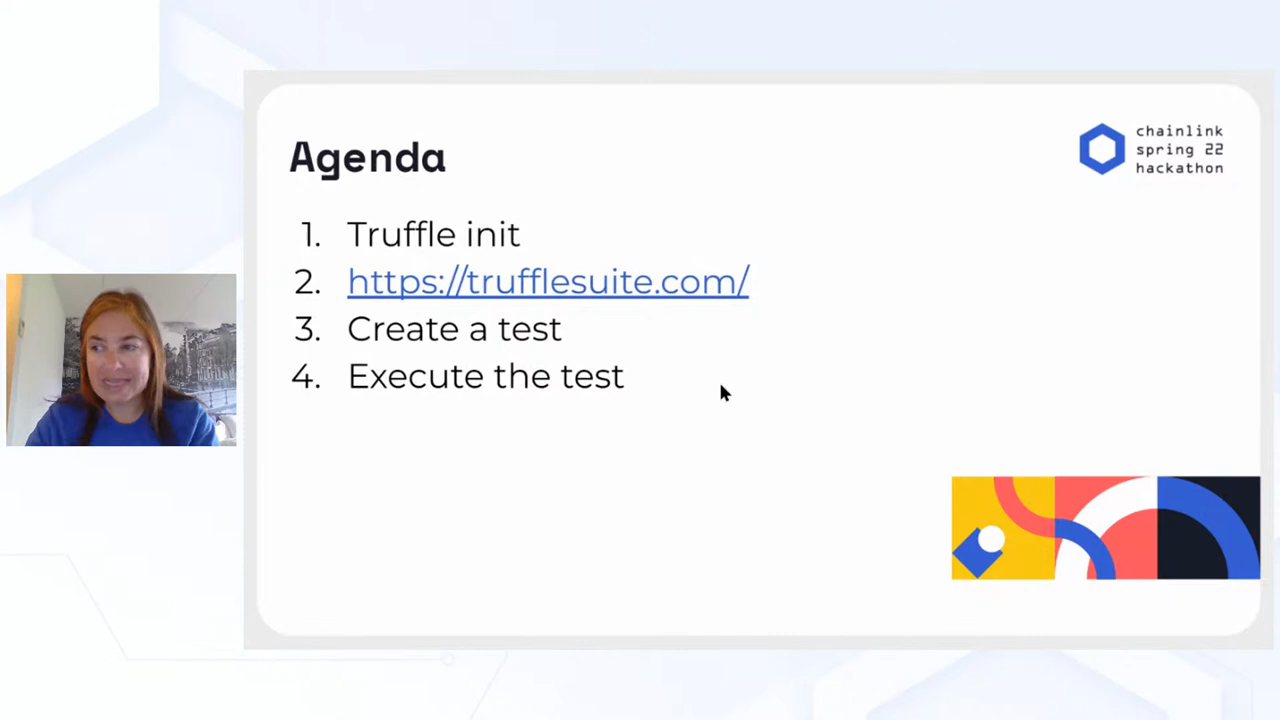 Agenda
1. Truffle init
2. https://trufflesuite.com/
3. Create a test
4. Execute the test
chainlink
spring 22
hackathon